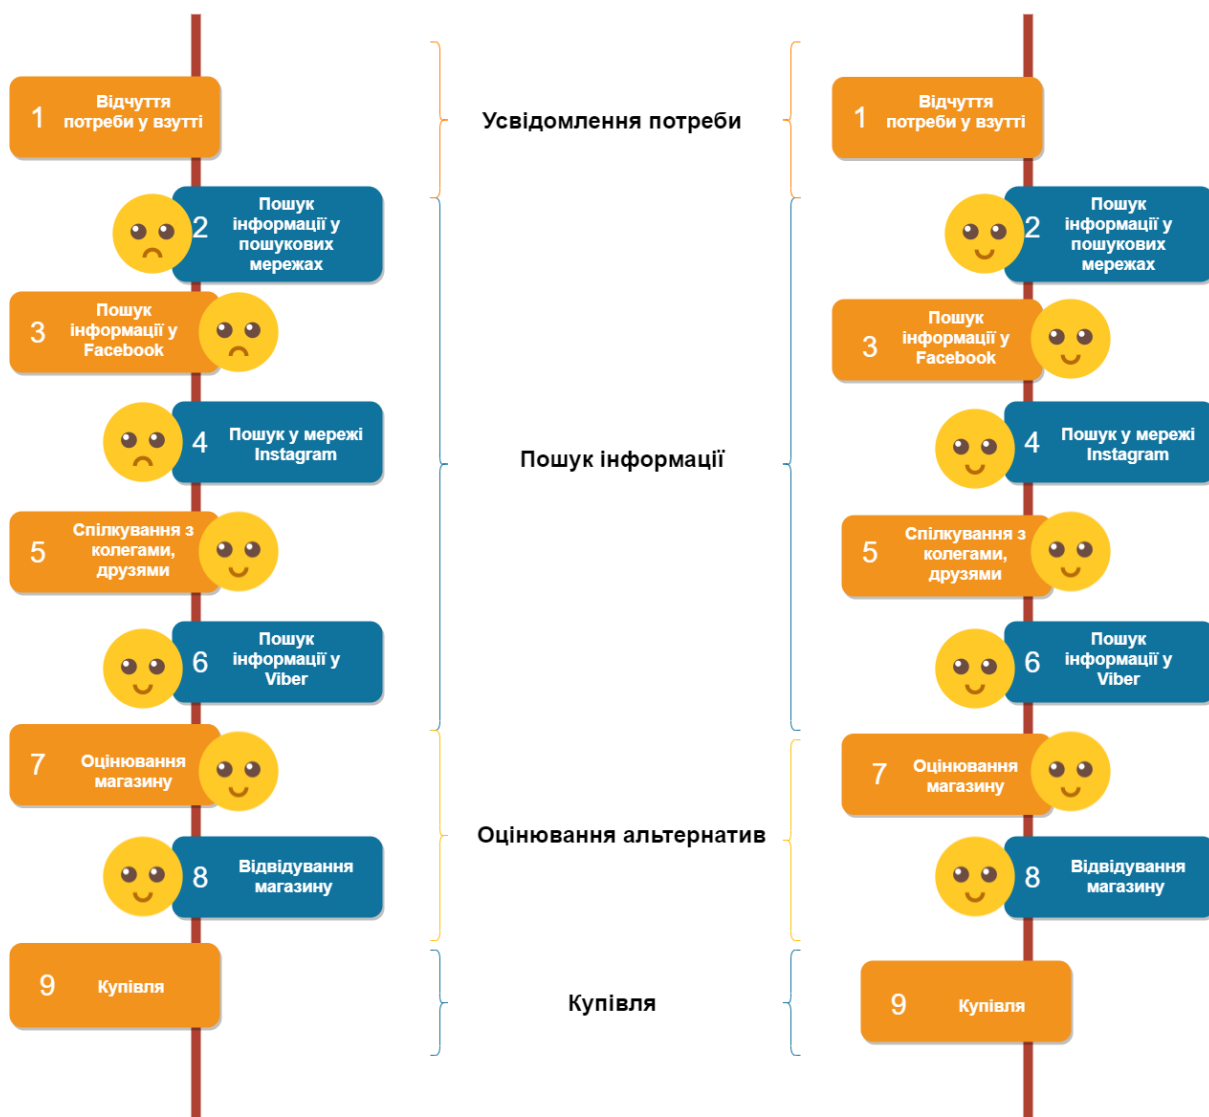 1
Відчуття
потреби у взутті
2
Пошук
інформації у
пошукових
мережах
3
Пошук
інформації у
Facebook
4
Пошук у мережі
Instagram
5
Спілкування з
колегами,
друзями
6
Пошук
інформації у
Viber
7
Оцінювання
магазину
8
Відвідування
магазину
9
Купівля
Усвідомлення потреби
Пошук інформації
Оцінювання альтернатив
Купівля
1
Відчуття
потреби у взутті
2
Пошук
інформації у
пошукових
мережах
3
Пошук
інформації у
Facebook
4
Пошук у мережі
Instagram
5
Спілкування з
колегами,
друзями
6
Пошук
інформації у
Viber
7
Оцінювання
магазину
8
Відвідування
магазину
9
Купівля